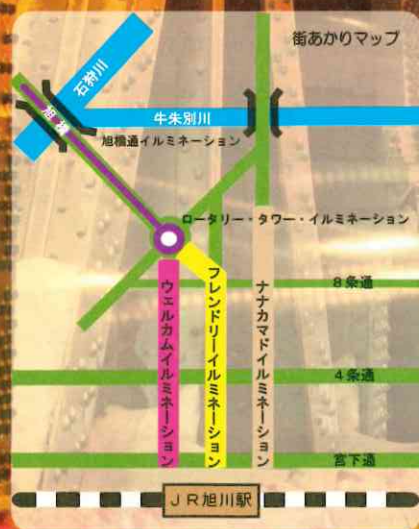 街あかりマップ
石狩川
旭橋
牛朱別川
旭橋通イルミネーション
ロータリー・タワー・イルミネーション
ウェルカムイルミネーション
フレンドリーイルミネーション
ナナカマドイルミネーション
8条通
4条通
宮下通
JR旭川駅